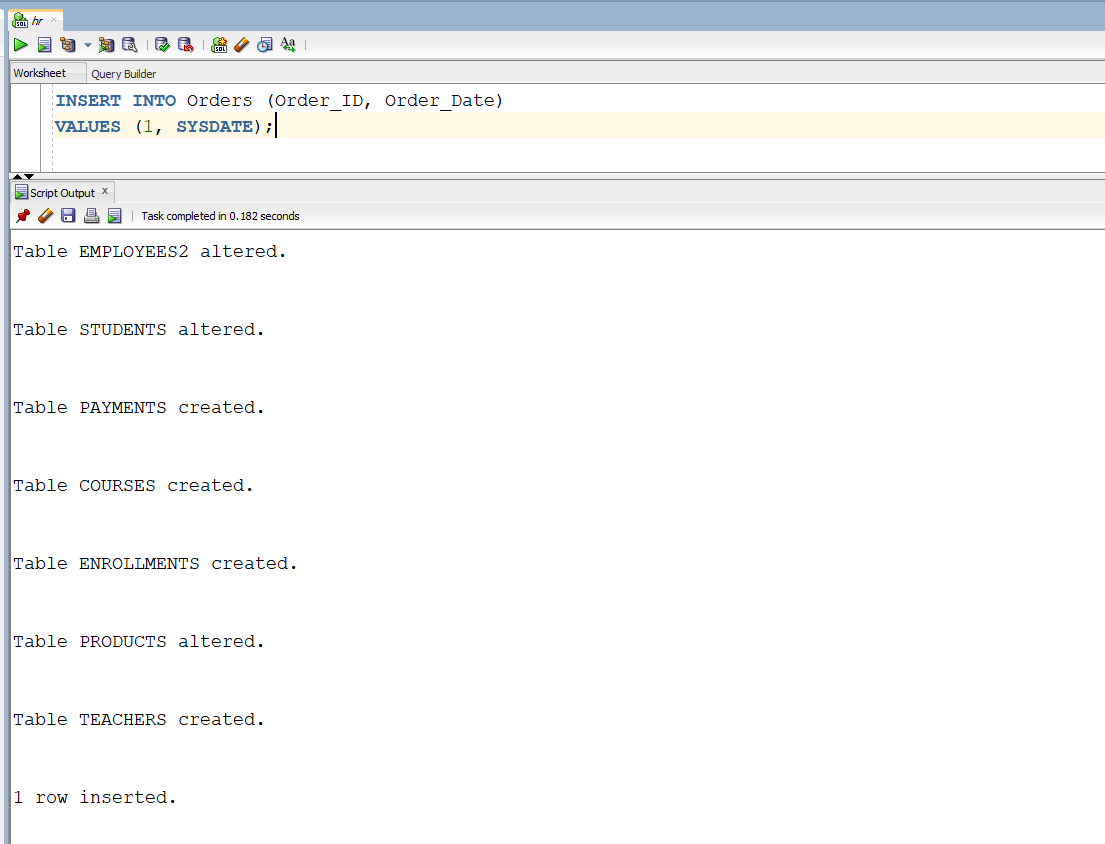 hr
Worksheet Query Builder
INSERT INTO Orders (Order_ID, Order_Date)
VALUES (1, SYSDATE);
Script Output
Task completed in 0.182 seconds
Table EMPLOYEES2 altered.
Table STUDENTS altered.
Table PAYMENTS created.
Table COURSES created.
Table ENROLLMENTS created.
Table PRODUCTS altered.
Table TEACHERS created.
1 row inserted.